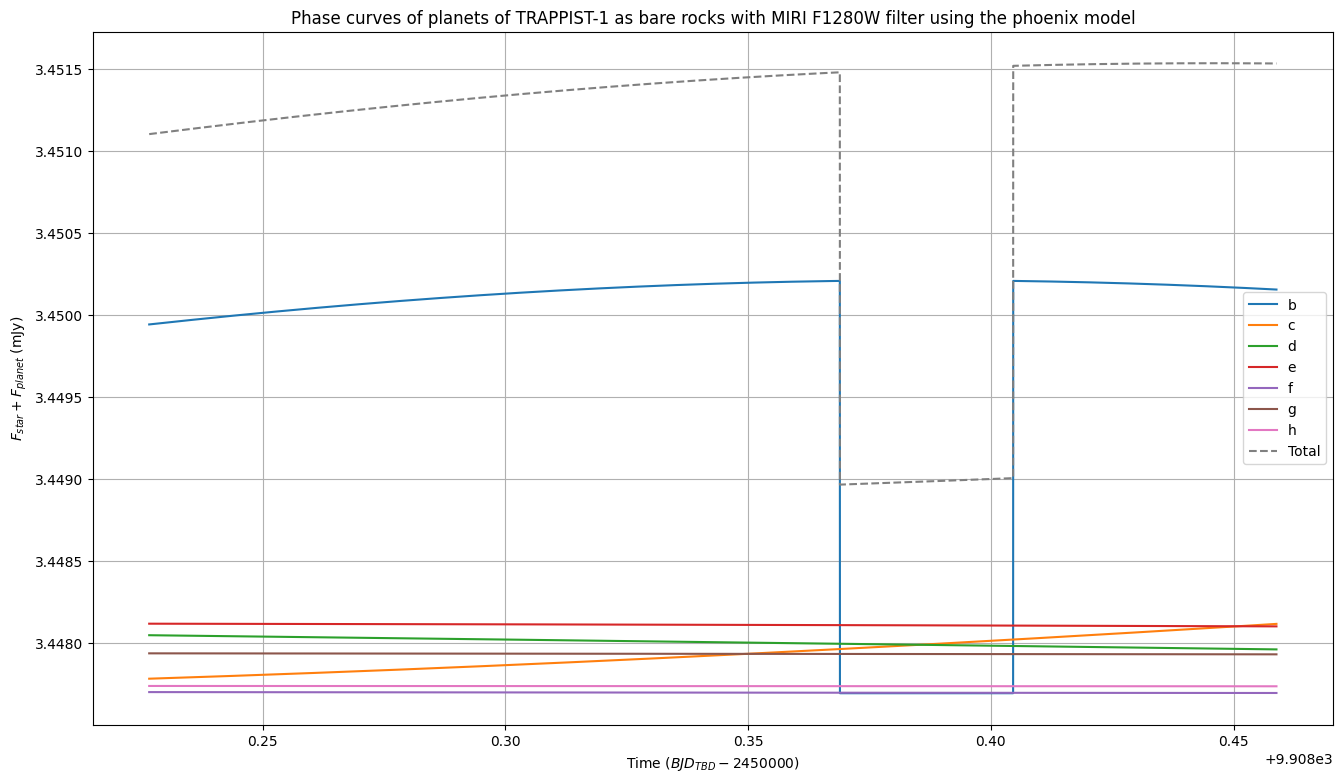 Phase curves of planets of TRAPPIST-1 as bare rocks with MIRI F1280W filter using the phoenix model
3.4515
3.4510
3.4505
3.4500
3.4495
3.4490
3.4485
3.4480
F_{star} + F_{planet} (mJy)
b
c
d
e
f
g
h
Total
0.25
0.30
0.35
0.40
0.45
+9.908e3
Time (BJD_{TBD} − 2450000)